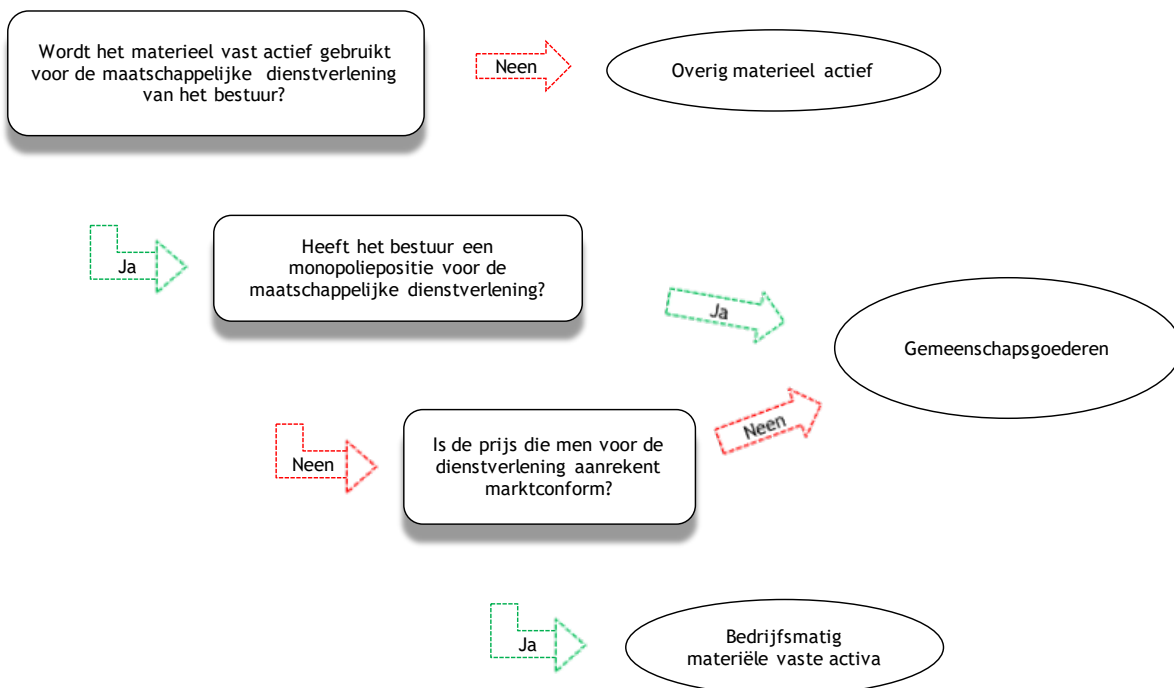 Wordt het materieel vast actief gebruikt
voor de maatschappelijke dienstverlening
van het bestuur?
Neen
Overig materieel actief
Ja
Heeft het bestuur een
monopoliepositie voor de
maatschappelijke dienstverlening?
Ja
Gemeenschapsgoederen
Neen
Is de prijs die men voor de
dienstverlening aanrekent
marktconform?
Neen
Ja
Bedrijfsmatig
materiële vaste activa